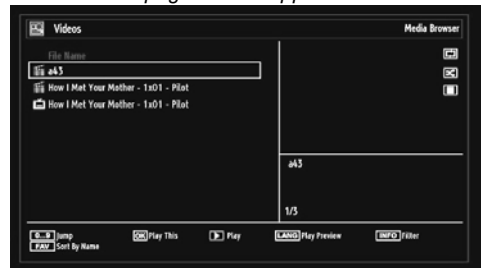 Videos Media Browser
File Name
a43
How I Met Your Mother - 1x01 - Pilot
How I Met Your Mother - 1x01 - Pilot
a43
1/3
0...9 Jump OK Play This Play LANG Play Preview INFO Filter
FAV Sort By Name